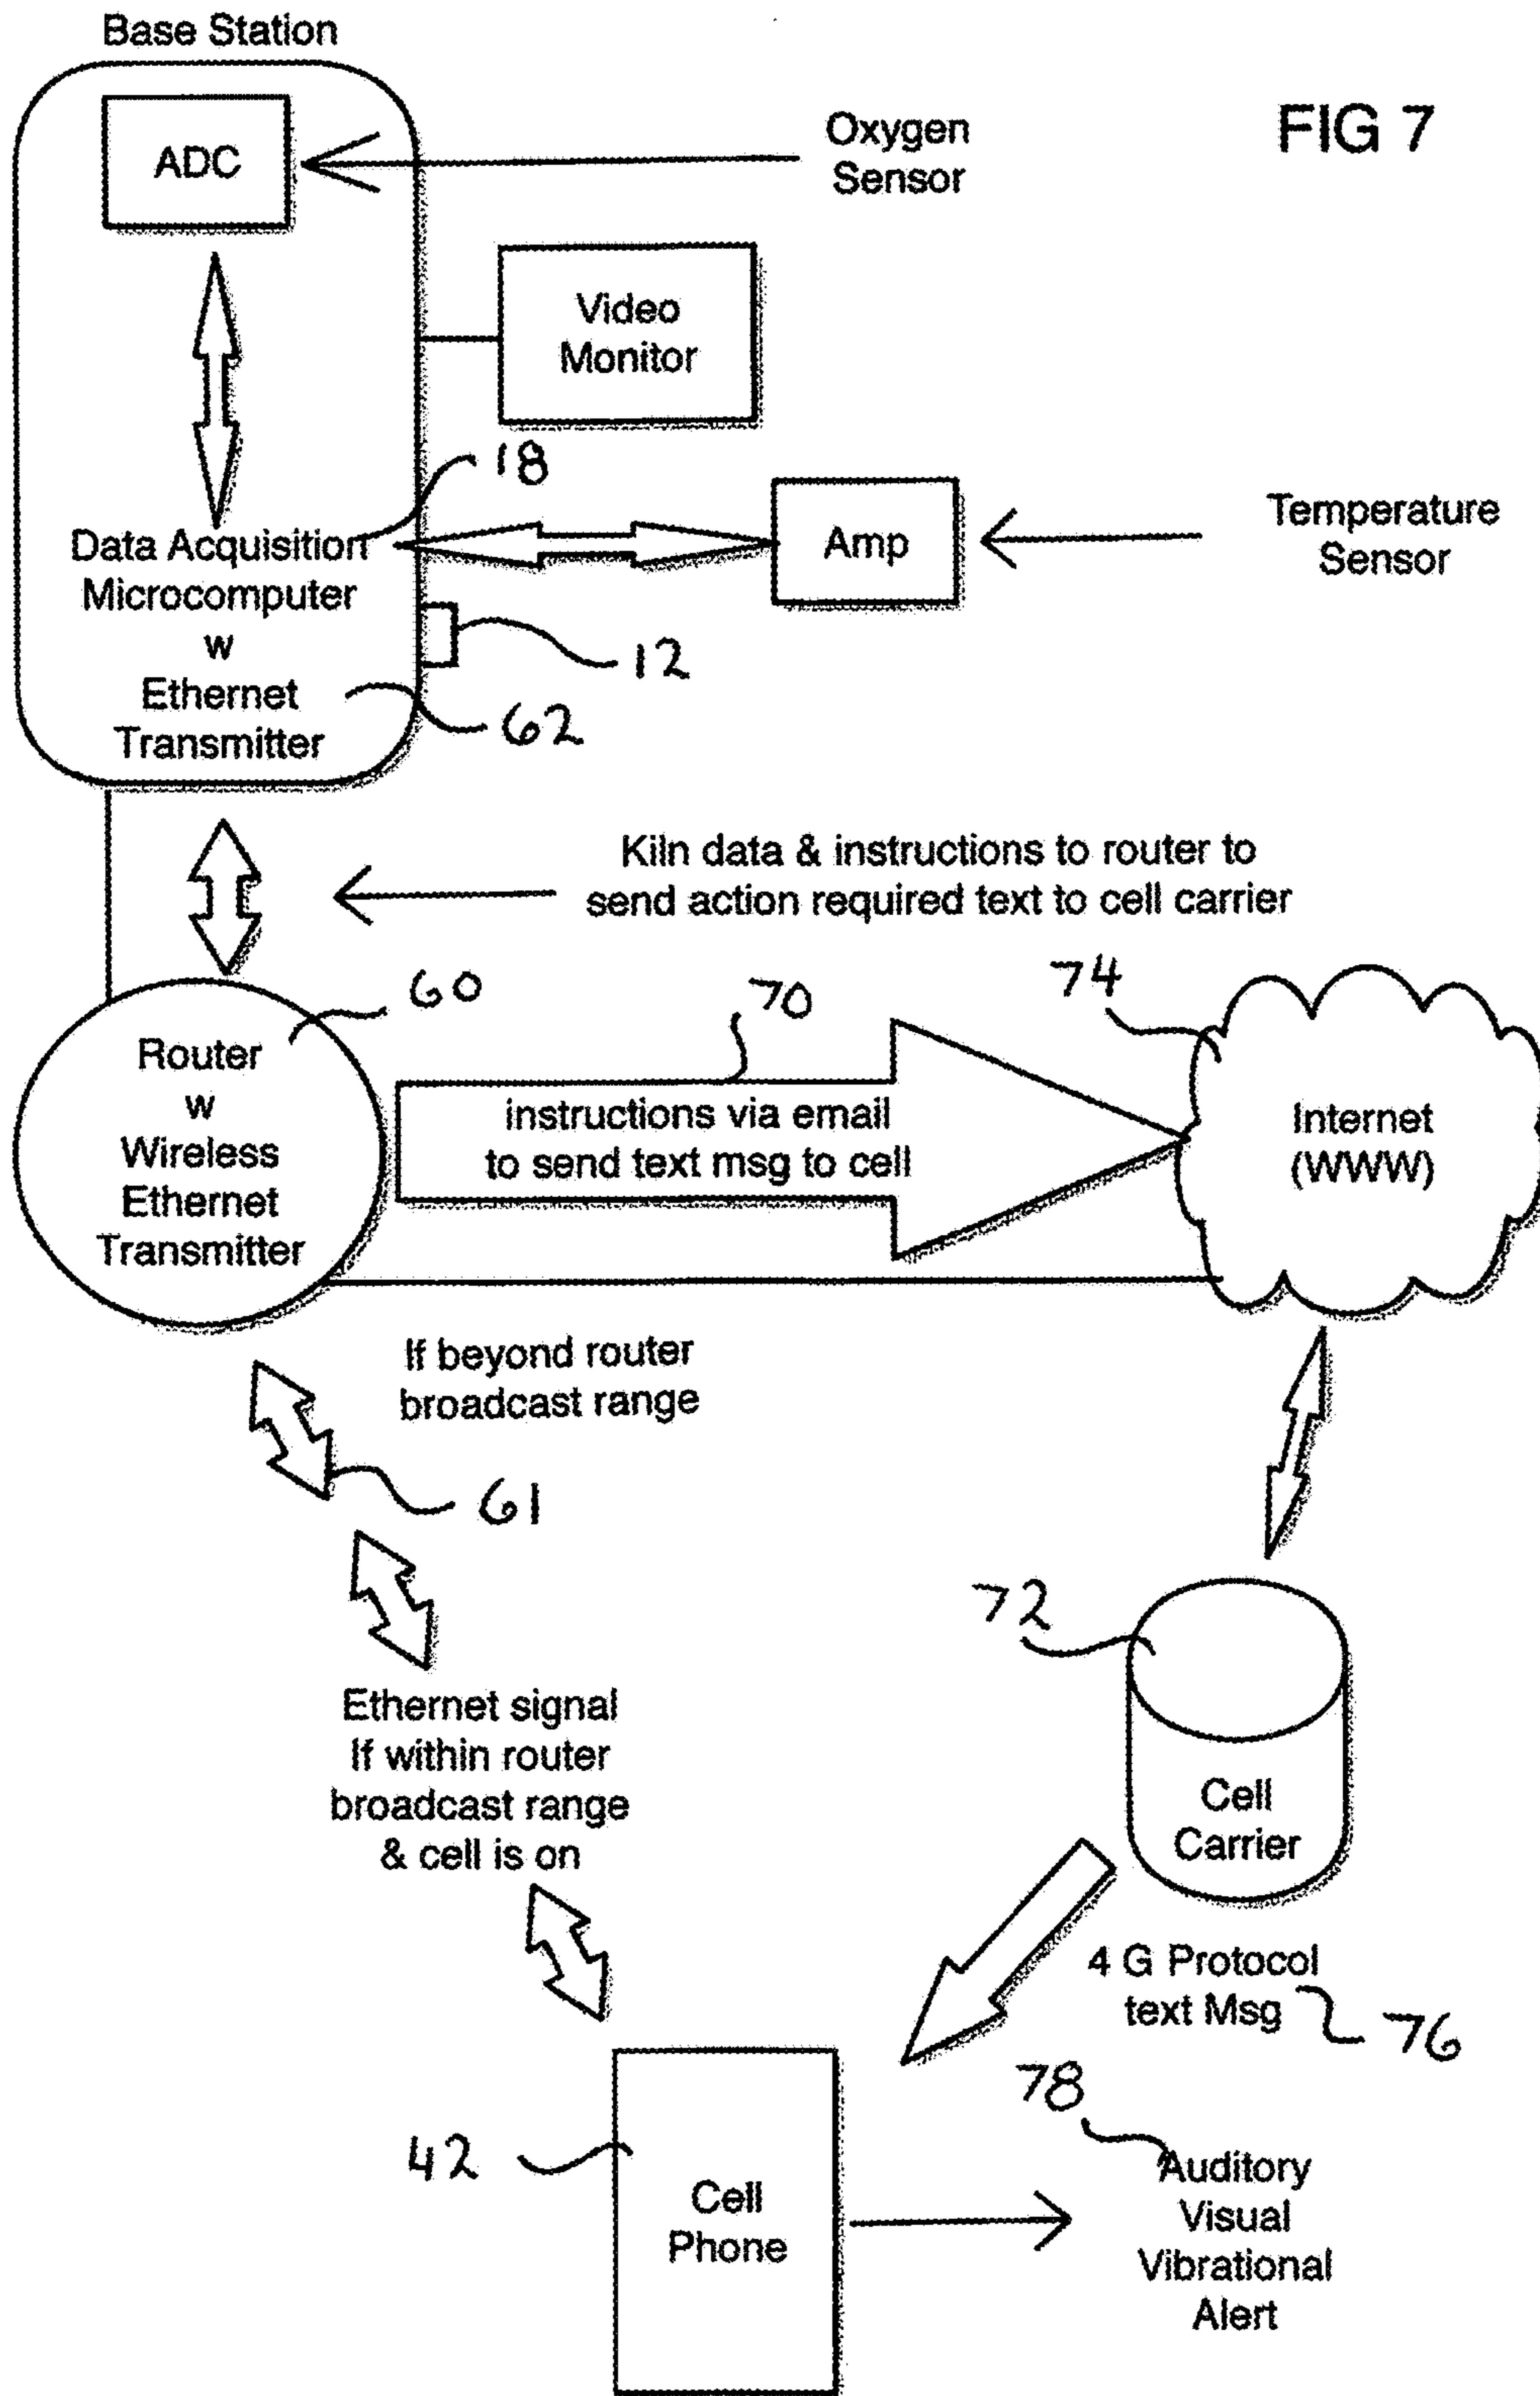 Base Station
FIG 7
ADC
Oxygen
Sensor
Video
Monitor
18
Data Acquisition
Microcomputer
w
Ethernet
Transmitter
Amp
Temperature
Sensor
12
62
Kiln data & instructions to router to
send action required text to cell carrier
60
70
74
Router
w
Wireless
Ethernet
Transmitter
instructions via email
to send text msg to cell
Internet
(WWW)
If beyond router
broadcast range
61
Ethernet signal
If within router
broadcast range
& cell is on
72
Cell
Carrier
4 G Protocol
text Msg
76
78
42
Cell
Phone
Auditory
Visual
Vibrational
Alert